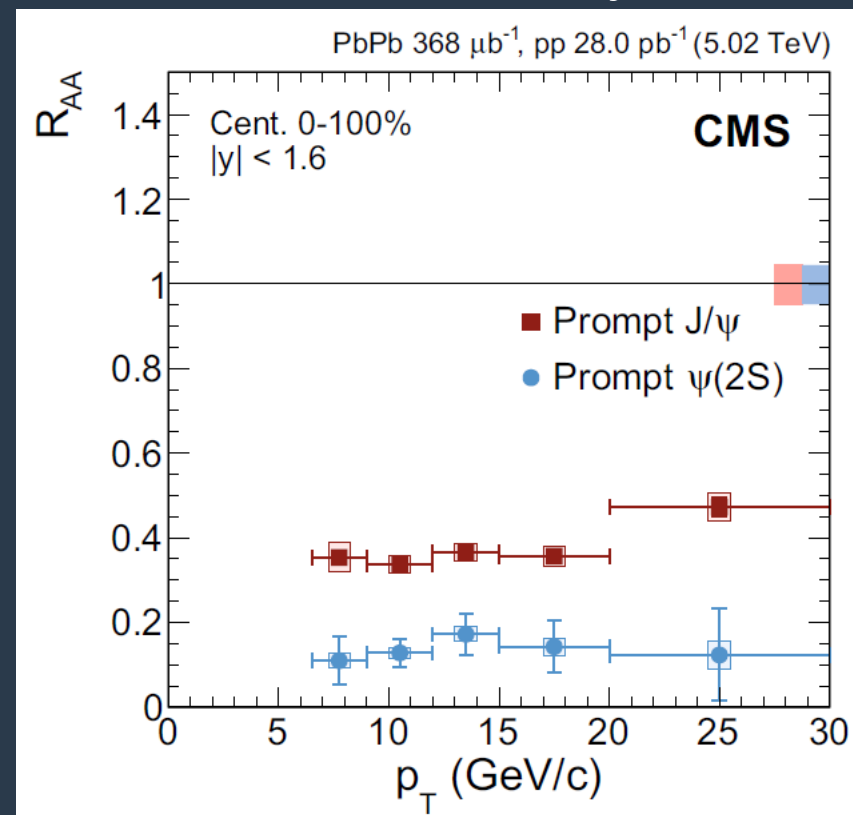 PbPb 368 μb⁻¹, pp 28.0 pb⁻¹ (5.02 TeV)
R_AA
Cent. 0-100%
|y| < 1.6
CMS
Prompt J/ψ
Prompt ψ(2S)
1.4
1.2
1
0.8
0.6
0.4
0.2
0
0 5 10 15 20 25 30
p_T (GeV/c)